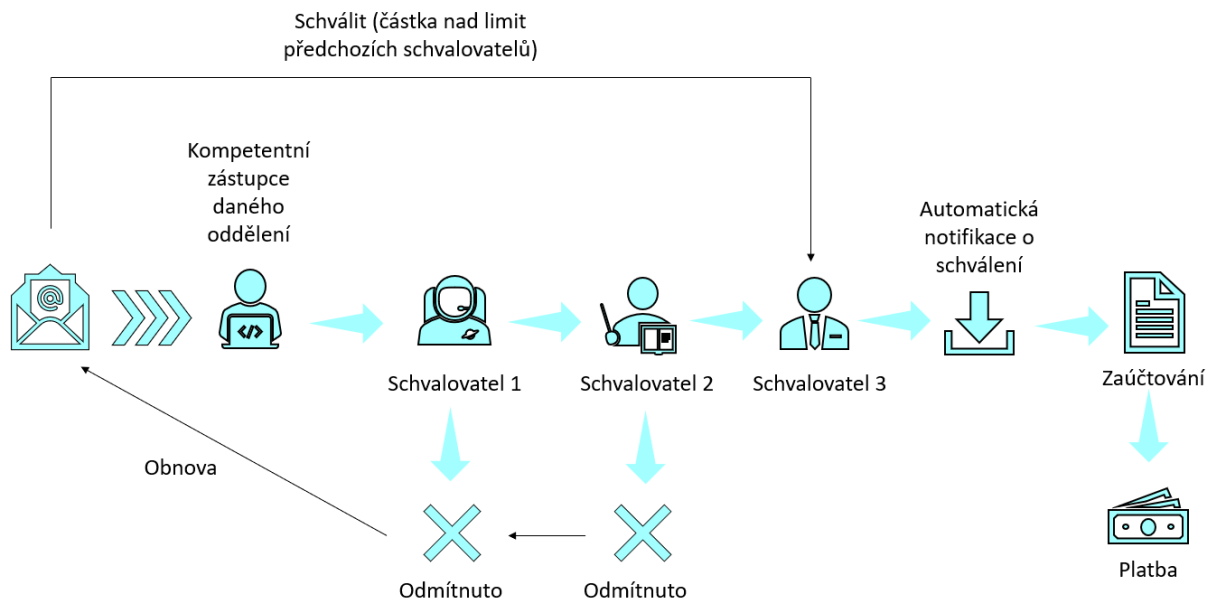 Schválit (částka nad limit
předchozích schvalovatelů)
Kompetentní
zástupce
daného
oddělení
Automatická
notifikace o
schválení
@
</>
Schvalovatel 1
Schvalovatel 2
Schvalovatel 3
Zaúčtování
Obnova
Odmítnuto
Odmítnuto
Platba